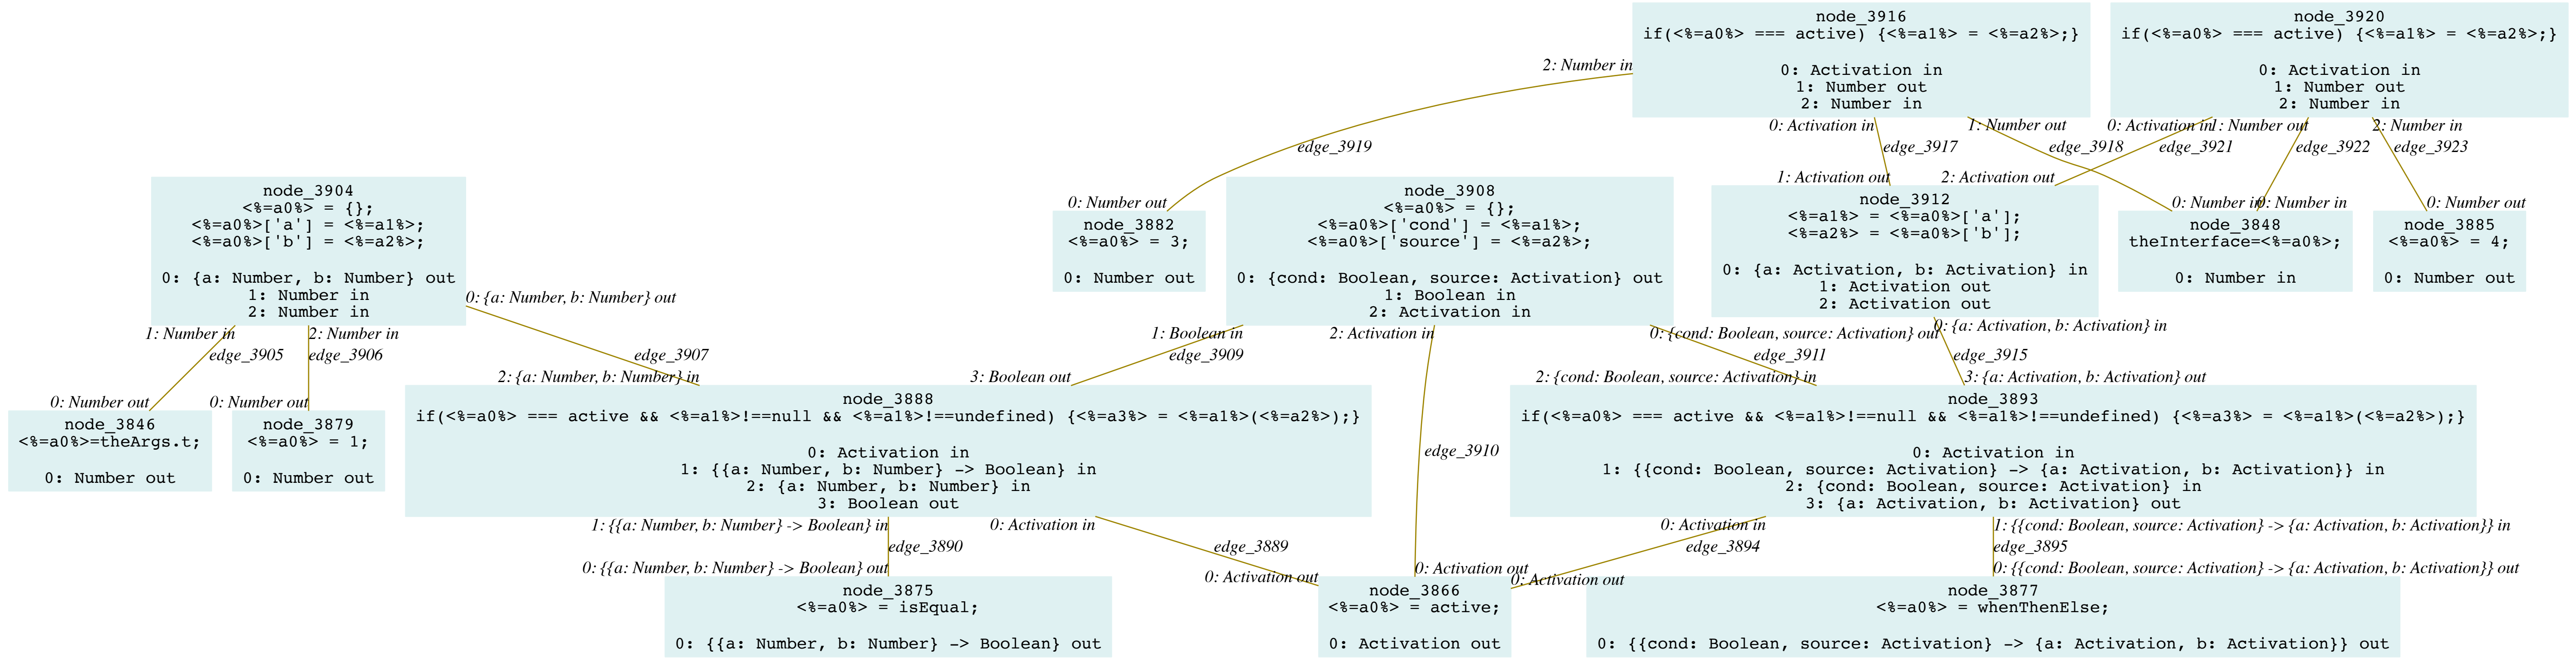 node_3916
if(<%=a0%> === active) {<%=a1%> = <%=a2%>;}
0: Activation in
1: Number out
2: Number in
node_3920
if(<%=a0%> === active) {<%=a1%> = <%=a2%>;}
0: Activation in
1: Number out
2: Number in
2: Number in
0: Activation in
1: Number out
0: Activation in
1: Number out
2: Number in
edge_3919
edge_3917
edge_3918
edge_3921
edge_3922
edge_3923
0: Number out
1: Activation out
2: Activation out
0: Number in
0: Number in
0: Number out
node_3904
<%=a0%> = {};
<%=a0%>['a'] = <%=a1%>;
<%=a0%>['b'] = <%=a2%>;
0: {a: Number, b: Number} out
1: Number in
2: Number in
node_3882
<%=a0%> = 3;
0: Number out
node_3908
<%=a0%> = {};
<%=a0%>['cond'] = <%=a1%>;
<%=a0%>['source'] = <%=a2%>;
0: {cond: Boolean, source: Activation} out
1: Boolean in
2: Activation in
node_3912
<%=a1%> = <%=a0%>['a'];
<%=a2%> = <%=a0%>['b'];
0: {a: Activation, b: Activation} in
1: Activation out
2: Activation out
node_3848
theInterface=<%=a0%>;
0: Number in
node_3885
<%=a0%> = 4;
0: Number out
1: Number in
2: Number in
0: {a: Number, b: Number} out
1: Boolean in
2: Activation in
0: {cond: Boolean, source: Activation} out
0: {a: Activation, b: Activation} in
edge_3905
edge_3906
edge_3907
edge_3909
edge_3911
edge_3915
0: Number out
0: Number out
2: {a: Number, b: Number} in
3: Boolean out
2: {cond: Boolean, source: Activation} in
3: {a: Activation, b: Activation} out
node_3846
<%=a0%>=theArgs.t;
0: Number out
node_3879
<%=a0%> = 1;
0: Number out
node_3888
if(<%=a0%> === active && <%=a1%>!==null && <%=a1%>!==undefined) {<%=a3%> = <%=a1%>(<%=a2%>);}
0: Activation in
1: {{a: Number, b: Number} -> Boolean} in
2: {a: Number, b: Number} in
3: Boolean out
edge_3910
node_3893
if(<%=a0%> === active && <%=a1%>!==null && <%=a1%>!==undefined) {<%=a3%> = <%=a1%>(<%=a2%>);}
0: Activation in
1: {{cond: Boolean, source: Activation} -> {a: Activation, b: Activation}} in
2: {cond: Boolean, source: Activation} in
3: {a: Activation, b: Activation} out
1: {{a: Number, b: Number} -> Boolean} in
0: Activation in
0: Activation in
1: {{cond: Boolean, source: Activation} -> {a: Activation, b: Activation}} in
edge_3890
edge_3889
edge_3894
edge_3895
0: {{a: Number, b: Number} -> Boolean} out
0: Activation out
0: Activation out
0: Activation out
0: {{cond: Boolean, source: Activation} -> {a: Activation, b: Activation}} out
node_3875
<%=a0%> = isEqual;
0: {{a: Number, b: Number} -> Boolean} out
node_3866
<%=a0%> = active;
0: Activation out
node_3877
<%=a0%> = whenThenElse;
0: {{cond: Boolean, source: Activation} -> {a: Activation, b: Activation}} out